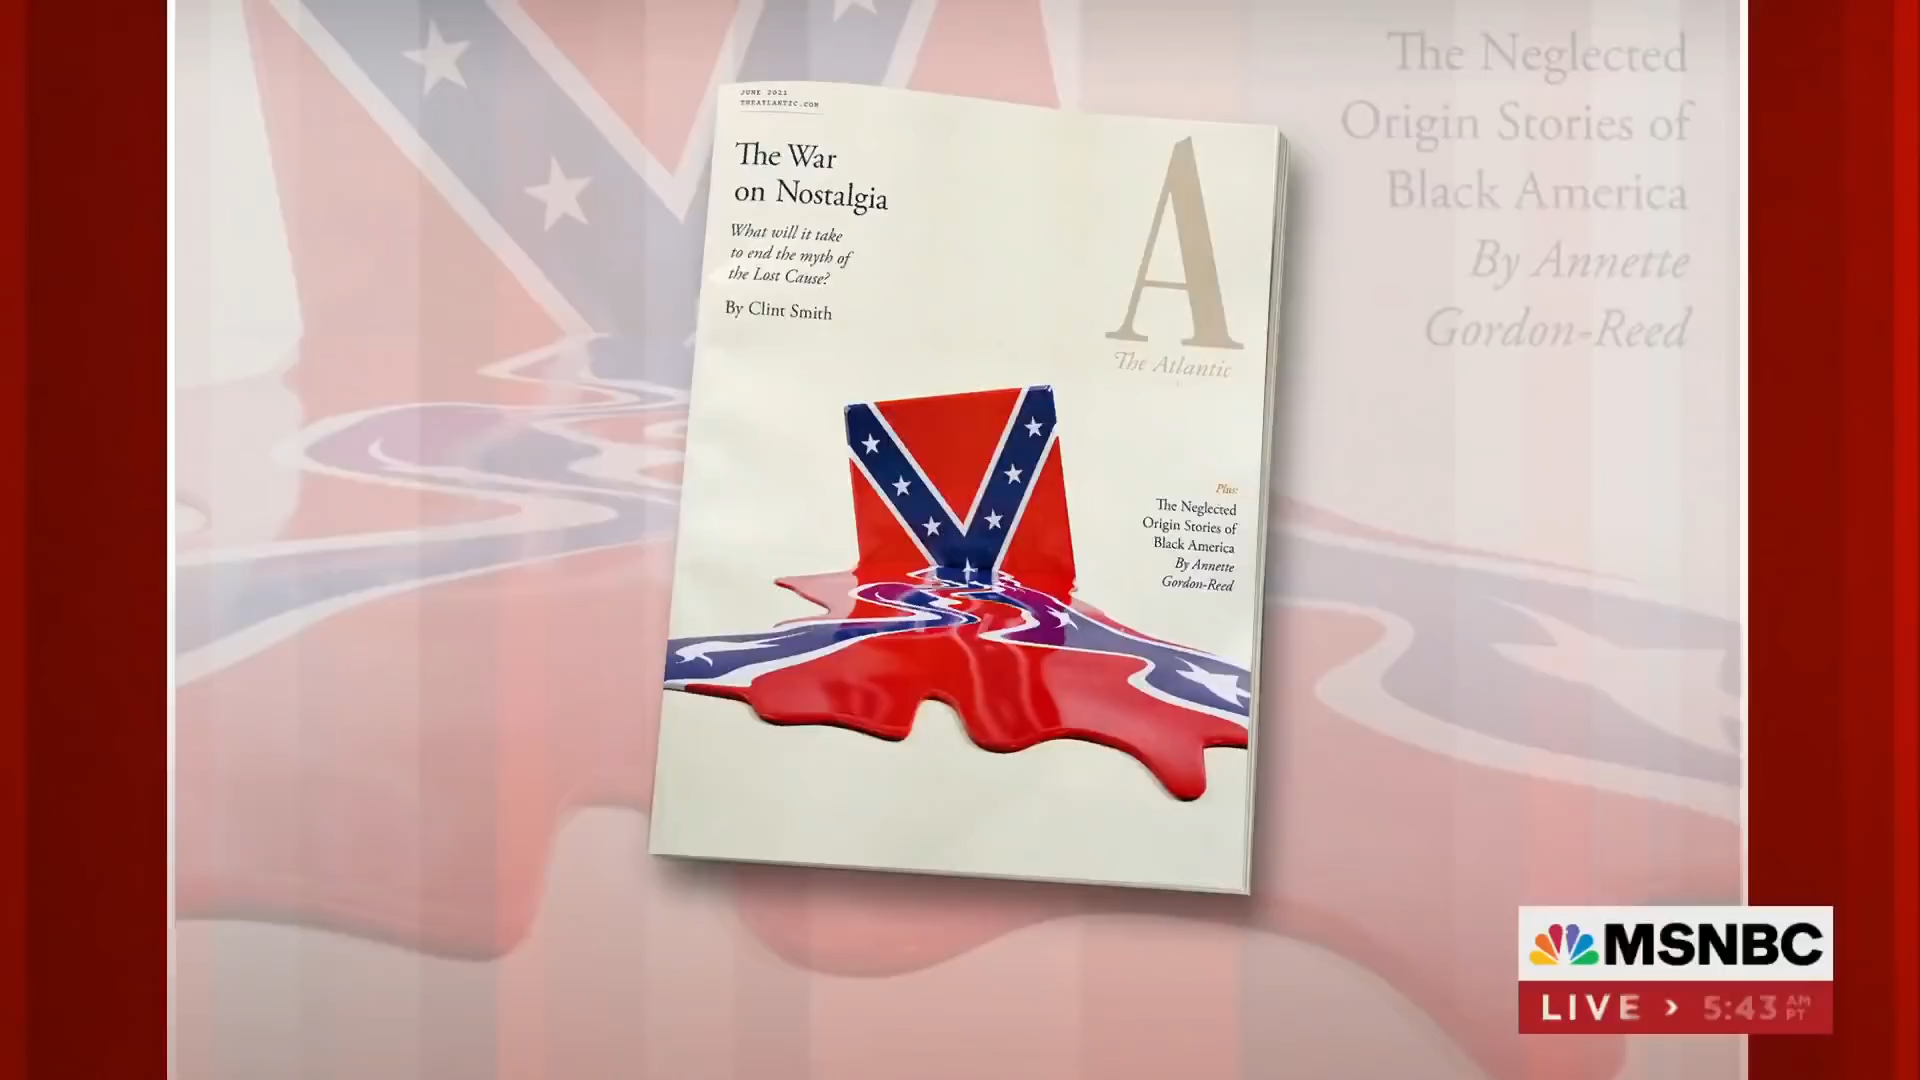 JUNE 2021
THEATLANTIC.COM
The War
on Nostalgia
What will it take
to end the myth of
the Lost Cause?
By Clint Smith
A
The Atlantic
Plus:
The Neglected
Origin Stories of
Black America
By Annette
Gordon-Reed
The Neglected
Origin Stories of
Black America
By Annette
Gordon-Reed
MSNBC
LIVE > 5:43 AM PT